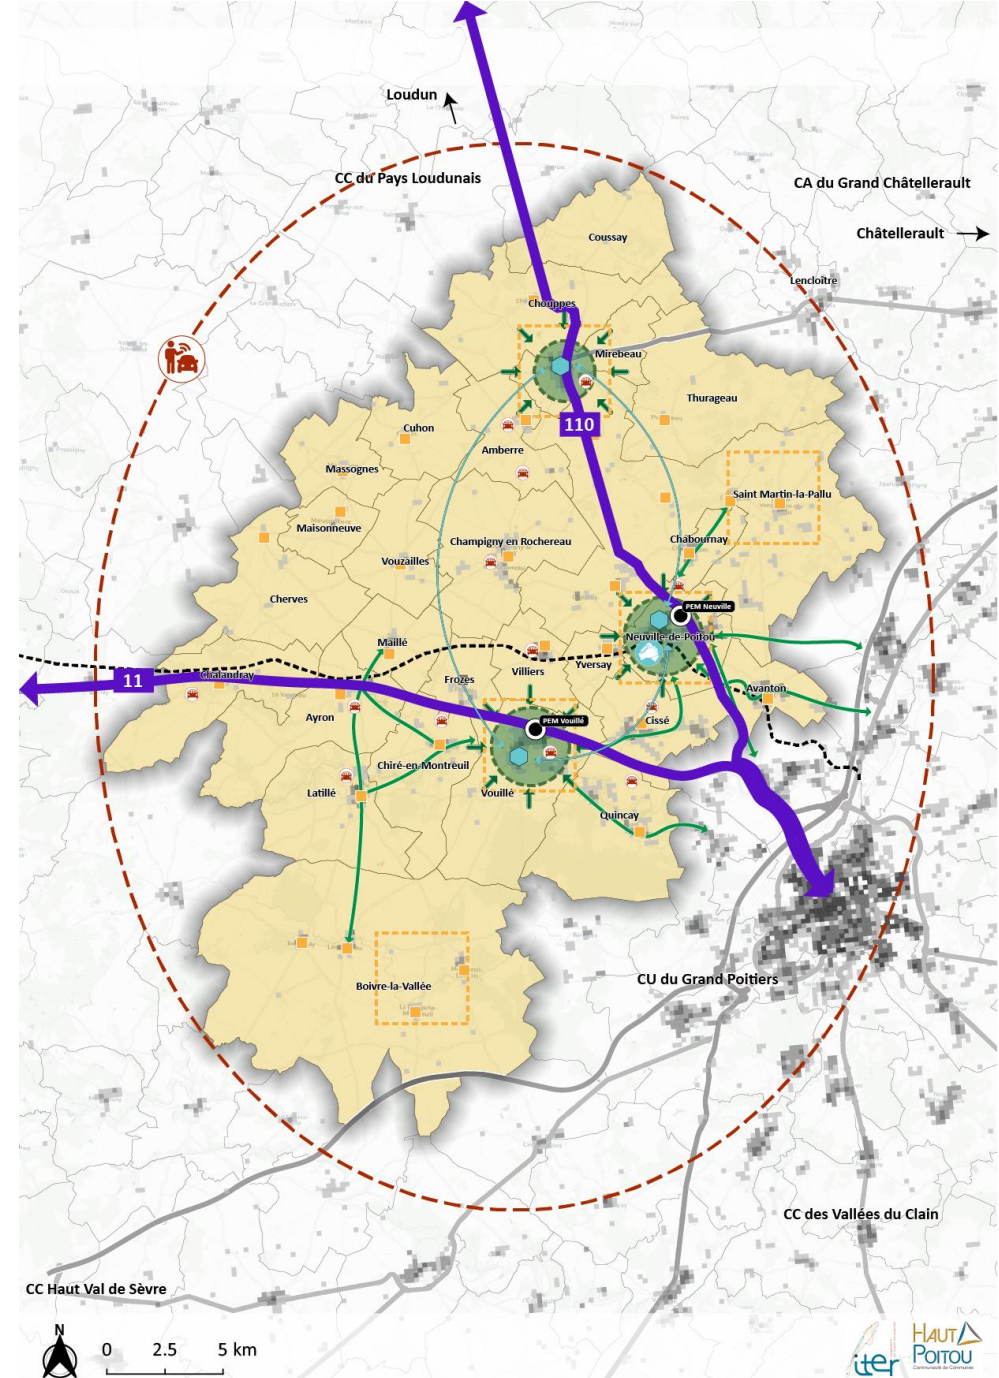 Loudun
CC du Pays Loudunais
CA du Grand Châtellerault
Châtellerault
Coussay
Lencloître
Chouppes
Mirebeau
Thurageau
110
Cuhon
Amberre
Massognes
Saint Martin-la-Pallu
Maisonneuve
Champigny en Rochereau
Chabournay
Vouzailles
Cherves
PEM Neuville
Neuville-de-Poitou
Maillé
Yversay
Villiers
Chalandray
11
Frozes
Avanton
Ayron
PEM Vouillé
Cissé
Chiré-en-Montreuil
Latillé
Vouillé
Quincay
CU du Grand Poitiers
Boivre-la-Vallée
CC des Vallées du Clain
CC Haut Val de Sèvre
N
0 2.5 5 km
iter
HAUT
POITOU
Communauté de Communes